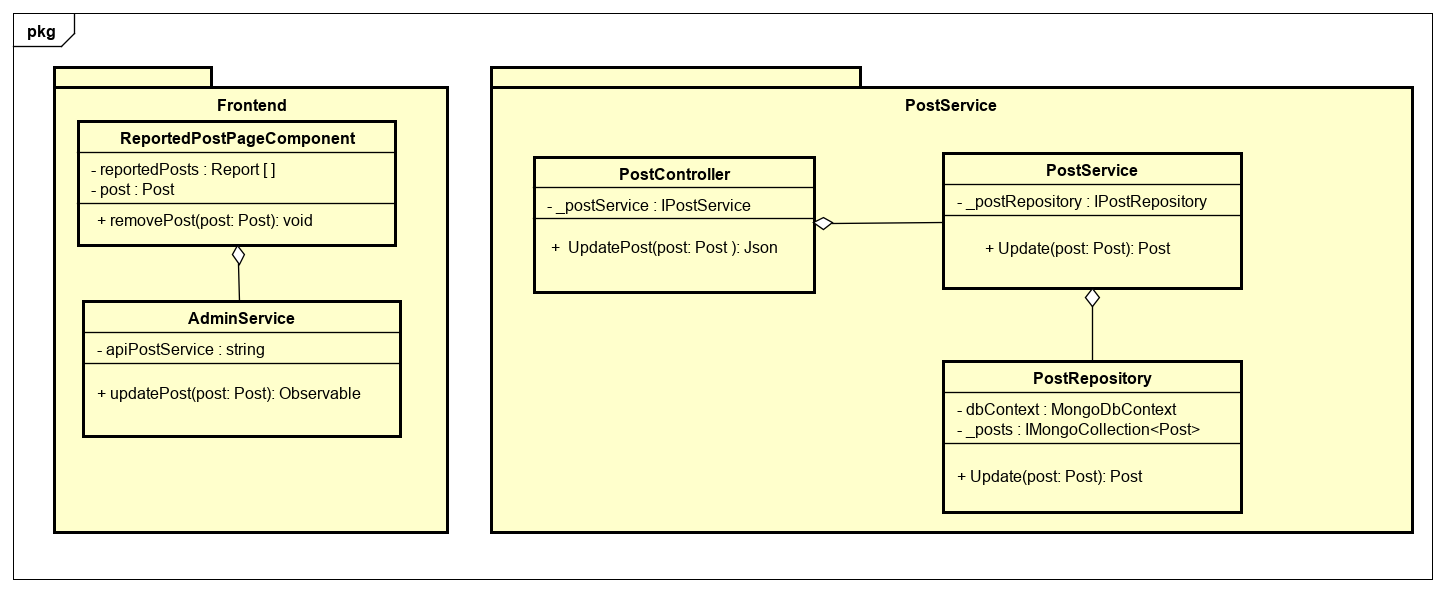 pkg
Frontend
ReportedPostPageComponent
- reportedPosts : Report [ ]
- post : Post
+ removePost(post: Post): void
AdminService
- apiPostService : string
+ updatePost(post: Post): Observable
PostService
PostController
- _postService : IPostService
+ UpdatePost(post: Post ): Json
PostService
- _postRepository : IPostRepository
+ Update(post: Post): Post
PostRepository
- dbContext : MongoDbContext
- _posts : IMongoCollection<Post>
+ Update(post: Post): Post